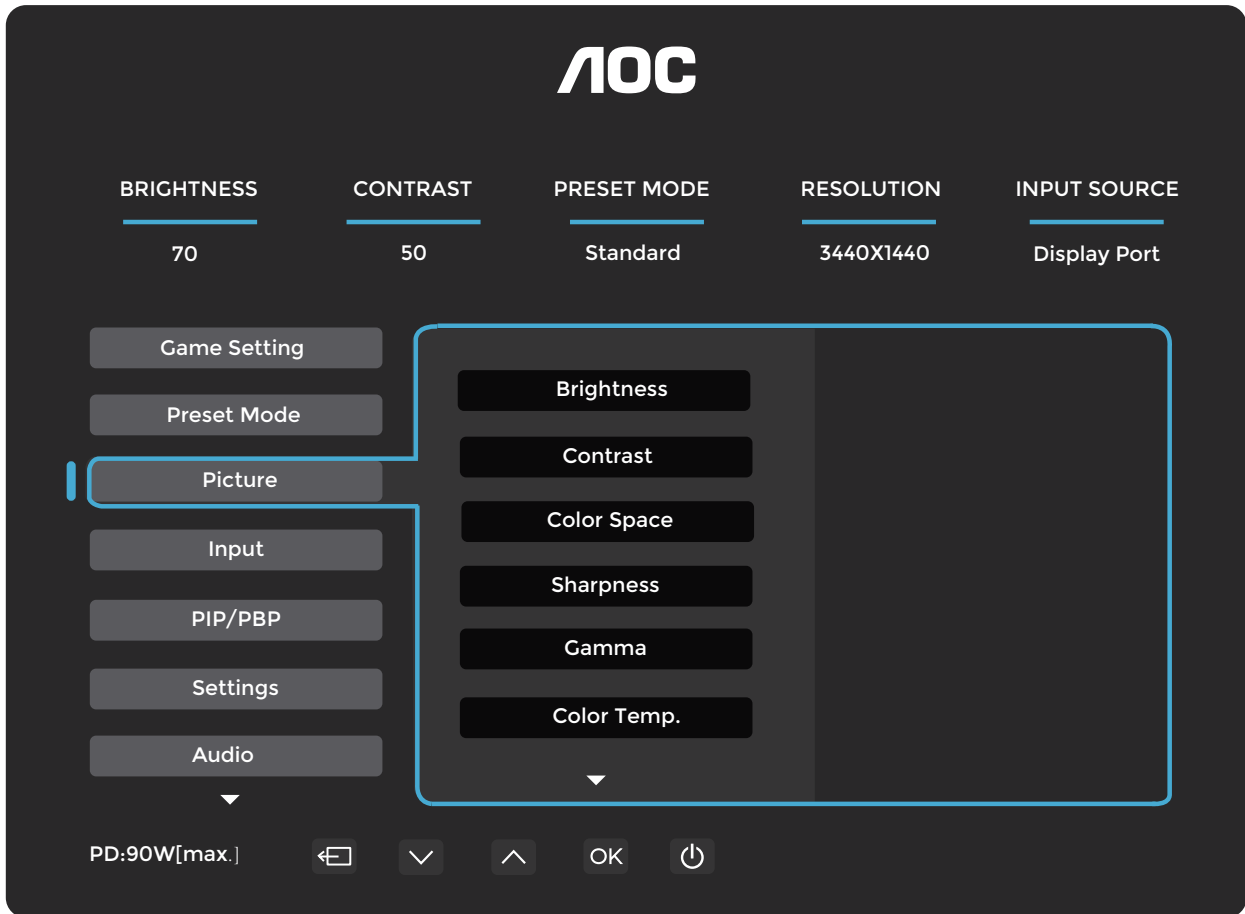 AOC
BRIGHTNESS CONTRAST PRESET MODE RESOLUTION INPUT SOURCE
70 50 Standard 3440X1440 Display Port
Game Setting
Preset Mode
Picture
Input
PIP/PBP
Settings
Audio
Brightness
Contrast
Color Space
Sharpness
Gamma
Color Temp.
PD:90W[max.]
OK